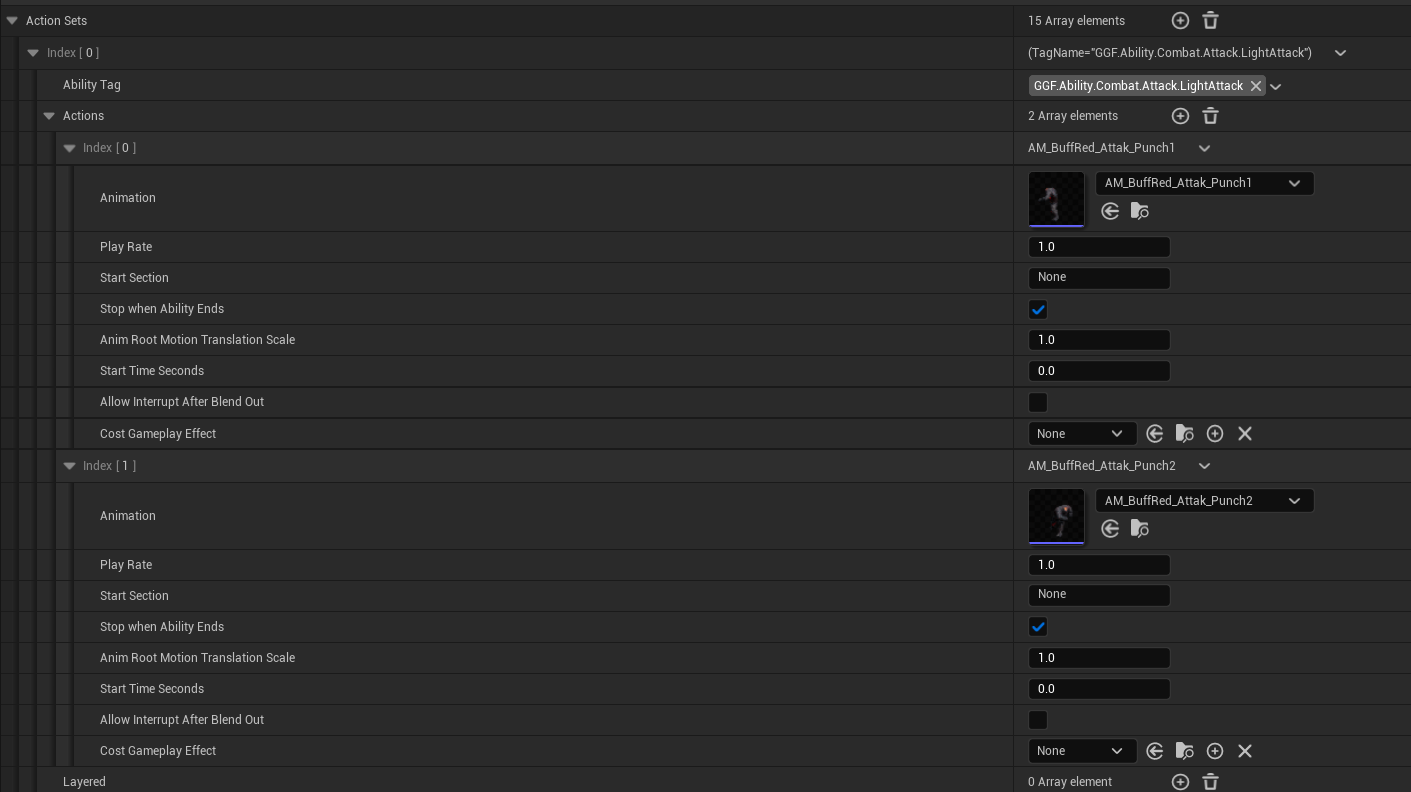 Action Sets 15 Array elements
Index [ 0 ] (TagName="GGF.Ability.Combat.Attack.LightAttack")
Ability Tag GGF.Ability.Combat.Attack.LightAttack
Actions 2 Array elements
Index [ 0 ] AM_BuffRed_Attak_Punch1
Animation AM_BuffRed_Attak_Punch1
Play Rate 1.0
Start Section None
Stop when Ability Ends
Anim Root Motion Translation Scale 1.0
Start Time Seconds 0.0
Allow Interrupt After Blend Out
Cost Gameplay Effect None
Index [ 1 ] AM_BuffRed_Attak_Punch2
Animation AM_BuffRed_Attak_Punch2
Play Rate 1.0
Start Section None
Stop when Ability Ends
Anim Root Motion Translation Scale 1.0
Start Time Seconds 0.0
Allow Interrupt After Blend Out
Cost Gameplay Effect None
Layered 0 Array element